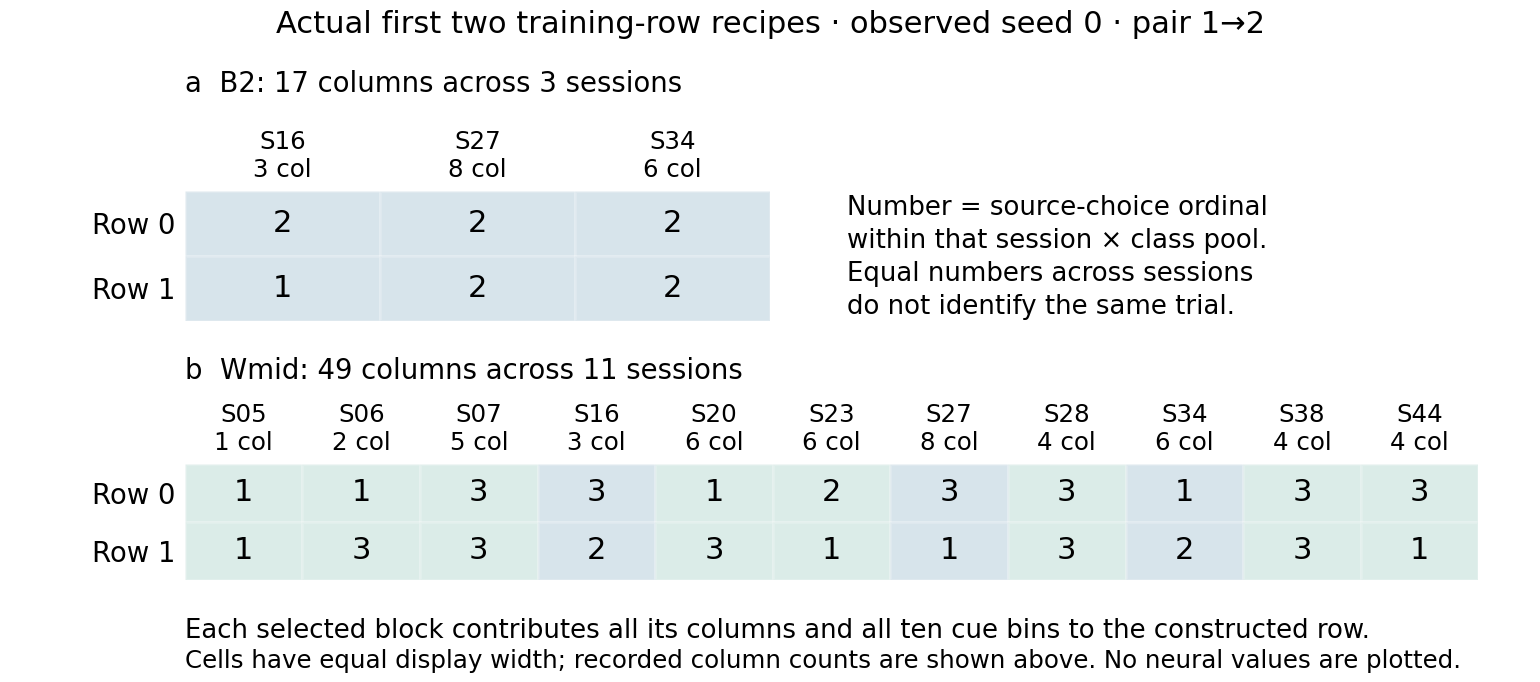 Actual first two training-row recipes · observed seed 0 · pair 1→2
a B2: 17 columns across 3 sessions
S16 S27 S34
3 col 8 col 6 col
Row 0 2 2 2
Row 1 1 2 2
Number = source-choice ordinal
within that session × class pool.
Equal numbers across sessions
do not identify the same trial.
b Wmid: 49 columns across 11 sessions
S05 S06 S07 S16 S20 S23 S27 S28 S34 S38 S44
1 col 2 col 5 col 3 col 6 col 6 col 8 col 4 col 6 col 4 col 4 col
Row 0 1 1 3 3 1 2 3 3 1 3 3
Row 1 1 3 3 2 3 1 1 3 2 3 1
Each selected block contributes all its columns and all ten cue bins to the constructed row.
Cells have equal display width; recorded column counts are shown above. No neural values are plotted.